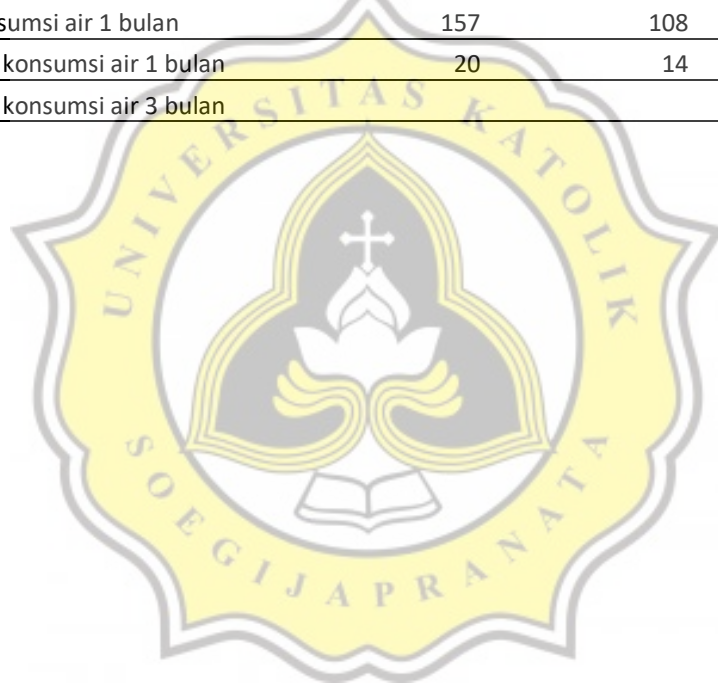 sumsi air 1 bulan 157 108
konsumsi air 1 bulan 20 14
konsumsi air 3 bulan
UNIVERSITAS KATOLIK
SOEGIJAPRANATA